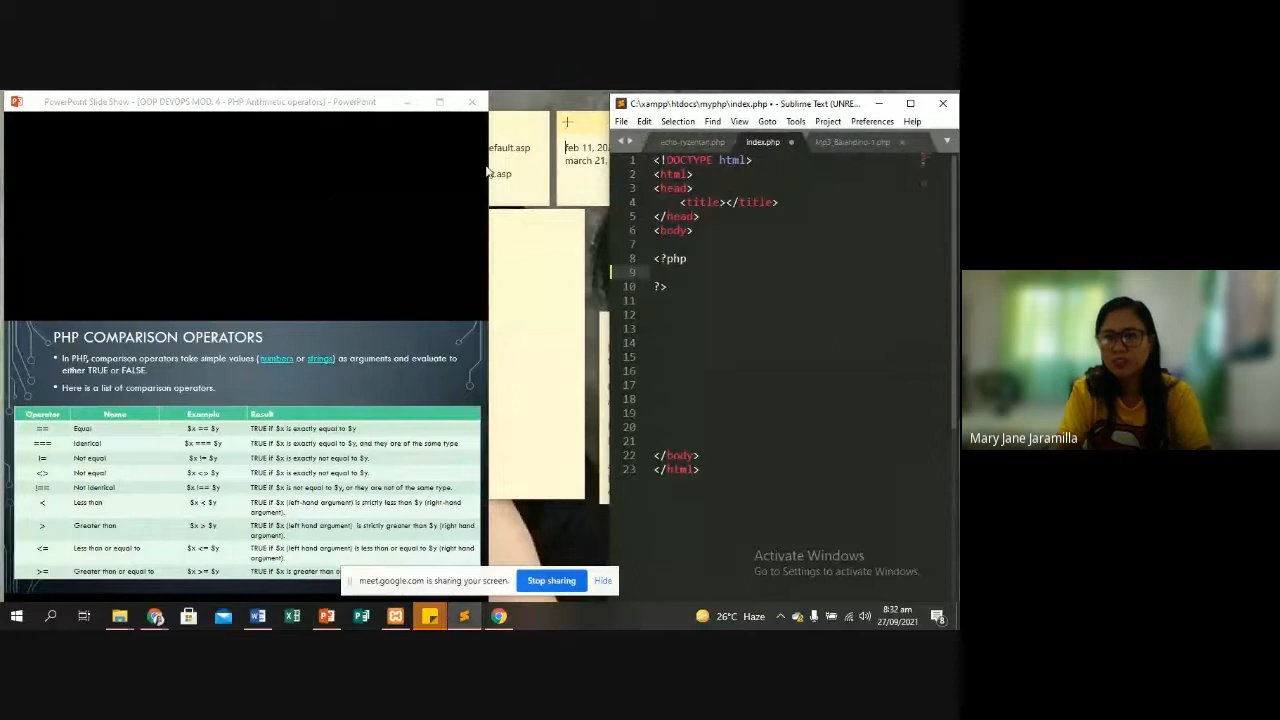 PowerPoint Slide Show - [OOP DEVOPS MOD. 4 - PHP Arithmetic operators] - PowerPoint
PHP COMPARISON OPERATORS
• In PHP, comparison operators take simple values (numbers or strings) as arguments and evaluate to
either TRUE or FALSE.
• Here is a list of comparison operators.
Operator Name Example Result
== Equal $x == $y TRUE if $x is exactly equal to $y
=== Identical $x === $y TRUE if $x is exactly equal to $y, and they are of the same type
!= Not equal $x != $y TRUE if $x is exactly not equal to $y.
<> Not equal $x <> $y TRUE if $x is exactly not equal to $y.
!== Not Identical $x !== $y TRUE if $x is not equal to $y, or they are not of the same type.
< Less than $x < $y TRUE if $x (left-hand argument) is strictly less than $y (right-hand
argument).
> Greater than $x > $y TRUE if $x (left hand argument) is strictly greater than $y (right hand
argument).
<= Less than or equal to $x <= $y TRUE if $x (left hand argument) is less than or equal to $y (right hand
argument).
>= Greater than or equal to $x >= $y TRUE if $x is greater than
efault.asp
t.asp
feb 11, 20
march 21,
C:\xampp\htdocs\myphp\index.php • - Sublime Text (UNRE...
File Edit Selection Find View Goto Tools Project Preferences Help
echo-ryzentan.php index.php
1 <!DOCTYPE html>
2 <html>
3 <head>
4 <title></title>
5 </head>
6 <body>
7
8 <?php
9
10 ?>
11
12
13
14
15
16
17
18
19
20
21
22 </body>
23 </html>
Activate Windows
Go to Settings to activate Windows.
meet.google.com is sharing your screen. Stop sharing Hide
26°C Haze
8:32 am
27/09/2021
8
Mary Jane Jaramilla